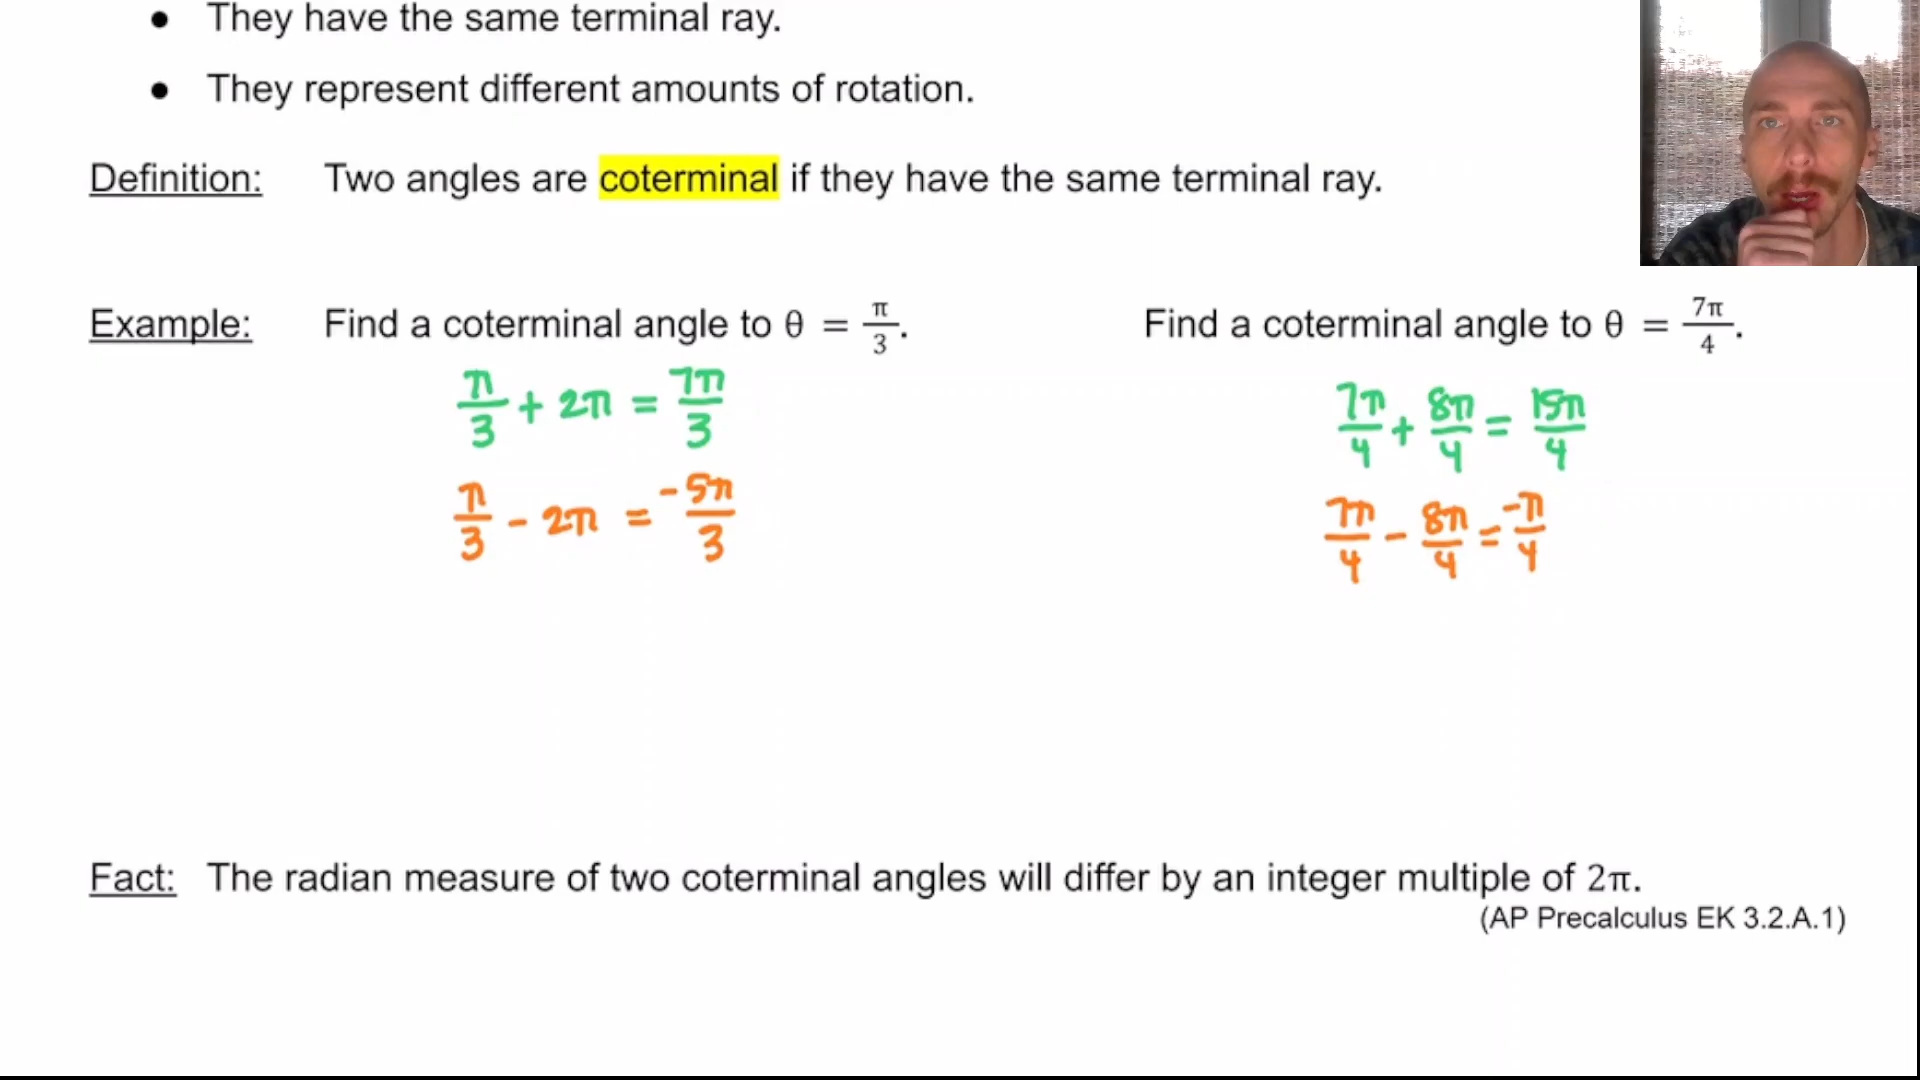 ● They have the same terminal ray.
● They represent different amounts of rotation.
Definition: Two angles are coterminal if they have the same terminal ray.
Example: Find a coterminal angle to θ = π/3.
π/3 + 2π = 7π/3
π/3 - 2π = -5π/3
Find a coterminal angle to θ = 7π/4.
7π/4 + 8π/4 = 15π/4
7π/4 - 8π/4 = -π/4
Fact: The radian measure of two coterminal angles will differ by an integer multiple of 2π.
(AP Precalculus EK 3.2.A.1)